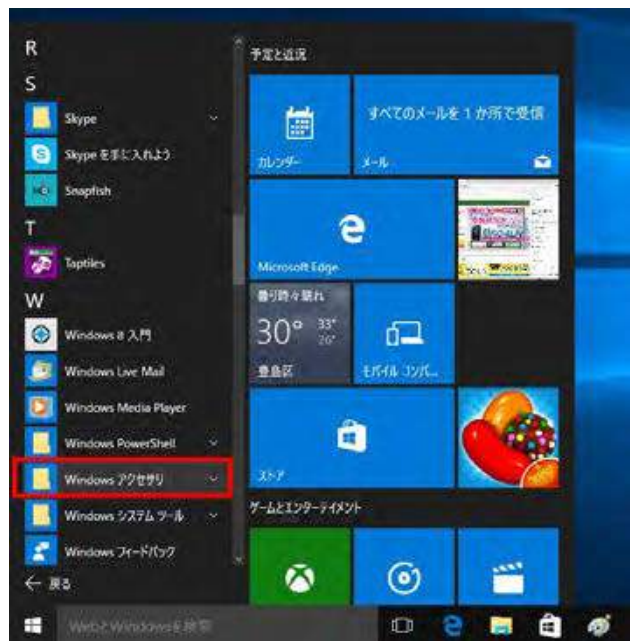 R
S
Skype
Skype を手に入れよう
Snapfish
T
Taptiles
W
Windows 8 入門
Windows Live Mail
Windows Media Player
Windows PowerShell
Windows アクセサリ
Windows システム ツール
Windows フィードバック
← 戻る
Web と Windows を検索
予定と近況
カレンダー
すべてのメールを 1 か所で受信
メール
Microsoft Edge
曇り時々晴れ
30° 33°
26°
豊島区
モバイル コンパ...
ストア
ゲームとエンターテイメント